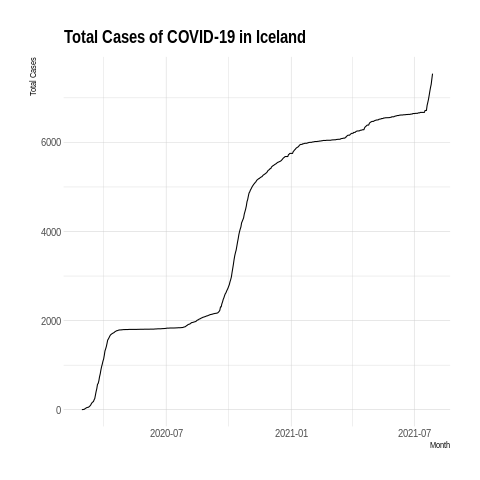 Total Cases of COVID-19 in Iceland
Total Cases
6000
4000
2000
0
2020-07 2021-01 2021-07
Month